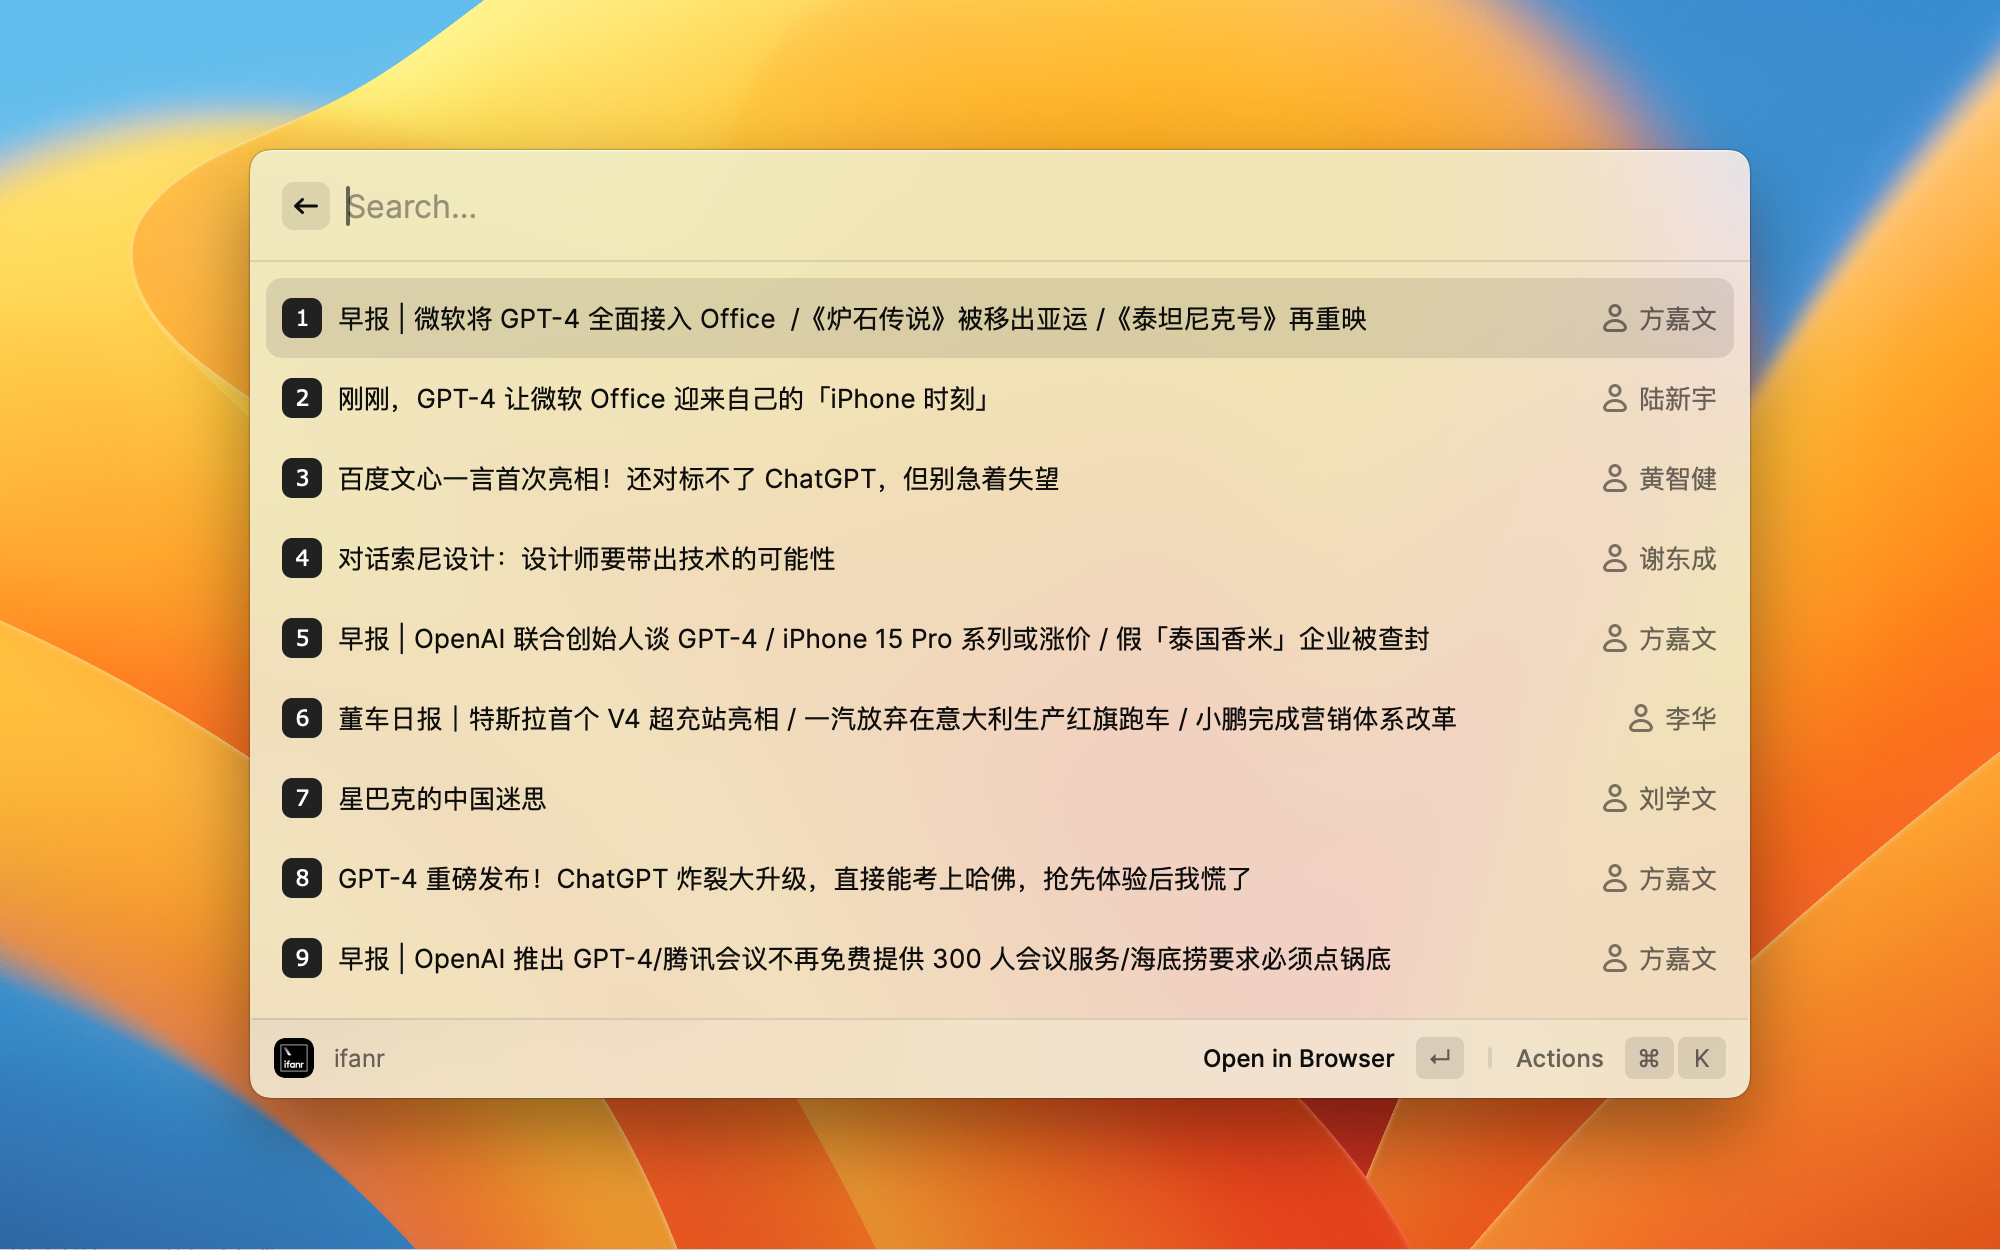 Search...
1 早报 | 微软将 GPT-4 全面接入 Office /《炉石传说》被移出亚运 /《泰坦尼克号》再重映 方嘉文
2 刚刚，GPT-4 让微软 Office 迎来自己的「iPhone 时刻」 陆新宇
3 百度文心一言首次亮相！还对标不了 ChatGPT，但别急着失望 黄智健
4 对话索尼设计：设计师要带出技术的可能性 谢东成
5 早报 | OpenAI 联合创始人谈 GPT-4 / iPhone 15 Pro 系列或涨价 / 假「泰国香米」企业被查封 方嘉文
6 董车日报｜特斯拉首个 V4 超充站亮相 / 一汽放弃在意大利生产红旗跑车 / 小鹏完成营销体系改革 李华
7 星巴克的中国迷思 刘学文
8 GPT-4 重磅发布！ChatGPT 炸裂大升级，直接能考上哈佛，抢先体验后我慌了 方嘉文
9 早报 | OpenAI 推出 GPT-4/腾讯会议不再免费提供 300 人会议服务/海底捞要求必须点锅底 方嘉文
ifanr ifanr Open in Browser ↵ Actions ⌘ K